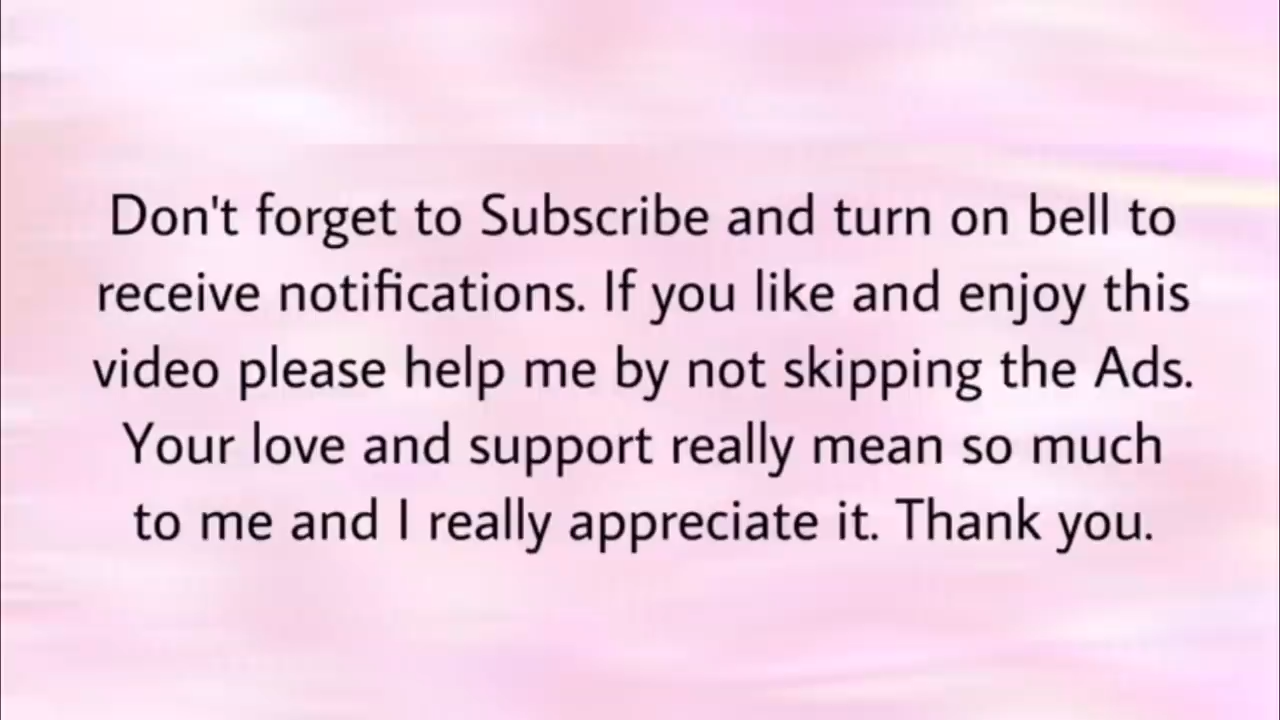 Don't forget to Subscribe and turn on bell to
receive notifications. If you like and enjoy this
video please help me by not skipping the Ads.
Your love and support really mean so much
to me and I really appreciate it. Thank you.